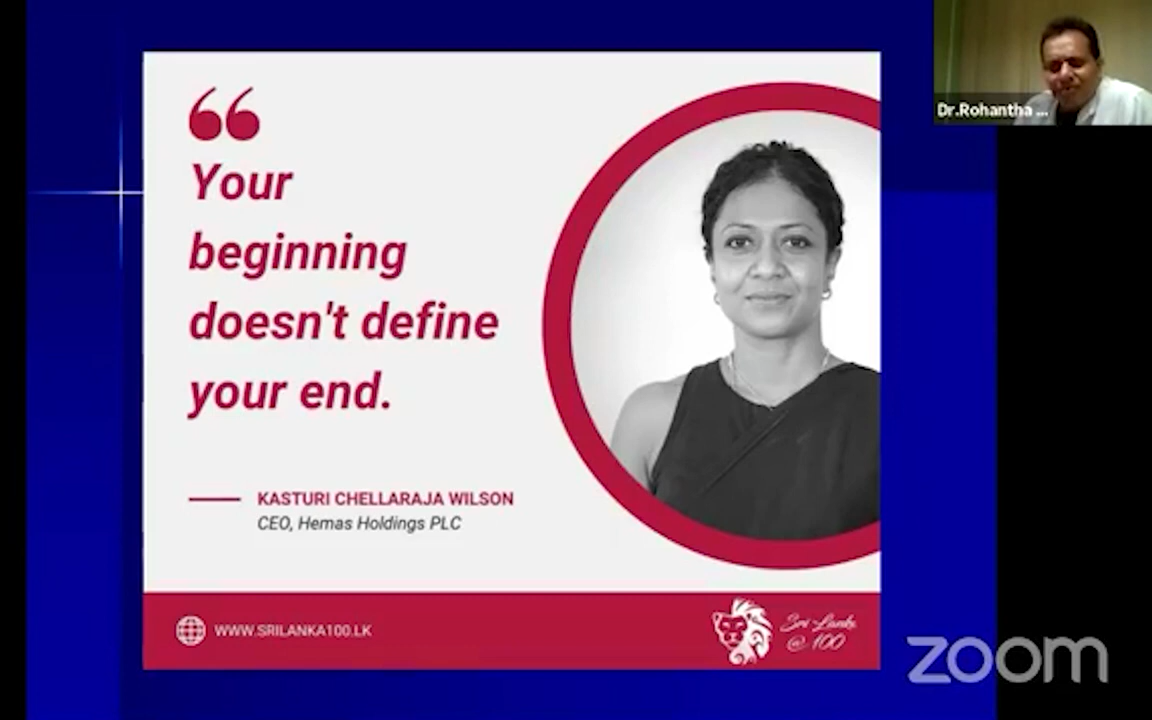 Dr.Rohantha ...
“
Your
beginning
doesn't define
your end.
KASTURI CHELLARAJA WILSON
CEO, Hemas Holdings PLC
WWW.SRILANKA100.LK
Sri Lanka
@ 100
zoom